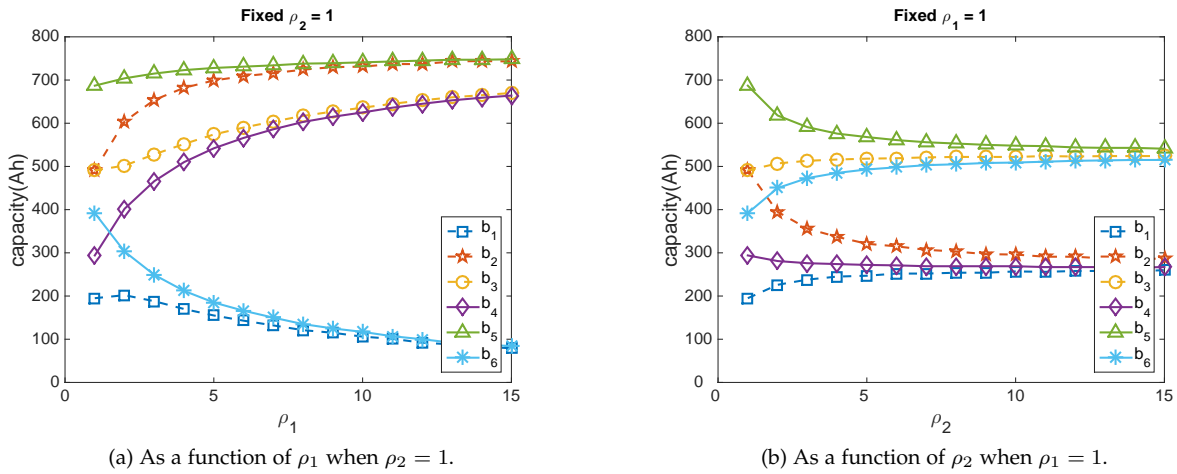 Fixed ρ2 = 1
800
700
600
500
400
300
200
100
0
capacity(Ah)
0
5
10
15
ρ1
b1
b2
b3
b4
b5
b6
(a) As a function of ρ1 when ρ2 = 1.
Fixed ρ1 = 1
800
700
600
500
400
300
200
100
0
capacity(Ah)
0
5
10
15
ρ2
b1
b2
b3
b4
b5
b6
(b) As a function of ρ2 when ρ1 = 1.